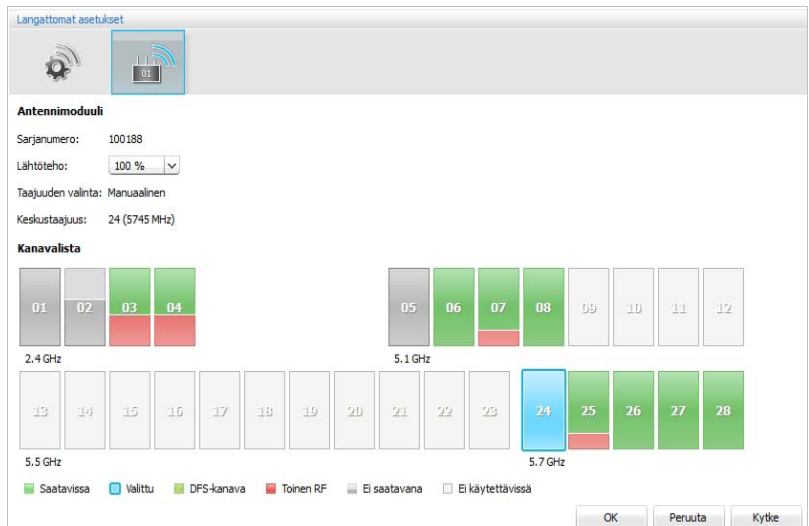 Langattomat asetukset
01
Antennimoduuli
Sarjanumero: 100188
Lähtöteho: 100 %
Taajuuden valinta: Manuaalinen
Keskustaajuus: 24 (5745 MHz)
Kanavalista
01 02 03 04 05 06 07 08 09 10 11 12
2.4 GHz 5.1 GHz
13 14 15 16 17 18 19 20 21 22 23 24 25 26 27 28
5.5 GHz 5.7 GHz
Saatavissa Valittu DFS-kanava Toinen RF Ei saatavana Ei käytettävissä
OK Peruuta Kytke